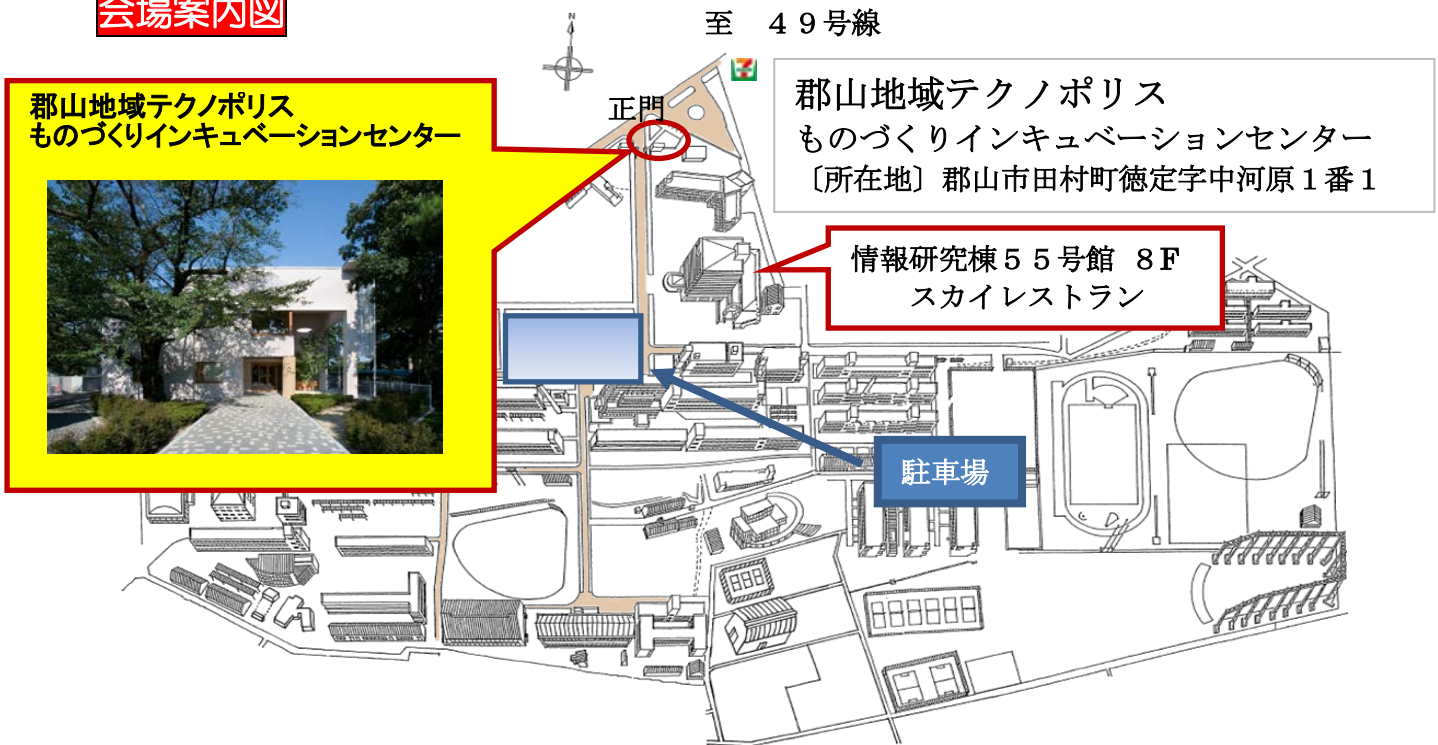 会場案内図
N
至　４９号線
正門
郡山地域テクノポリス
ものづくりインキュベーションセンター
郡山地域テクノポリス
ものづくりインキュベーションセンター
〔所在地〕郡山市田村町徳定字中河原１番１
情報研究棟５５号館 ８F
スカイレストラン
駐車場